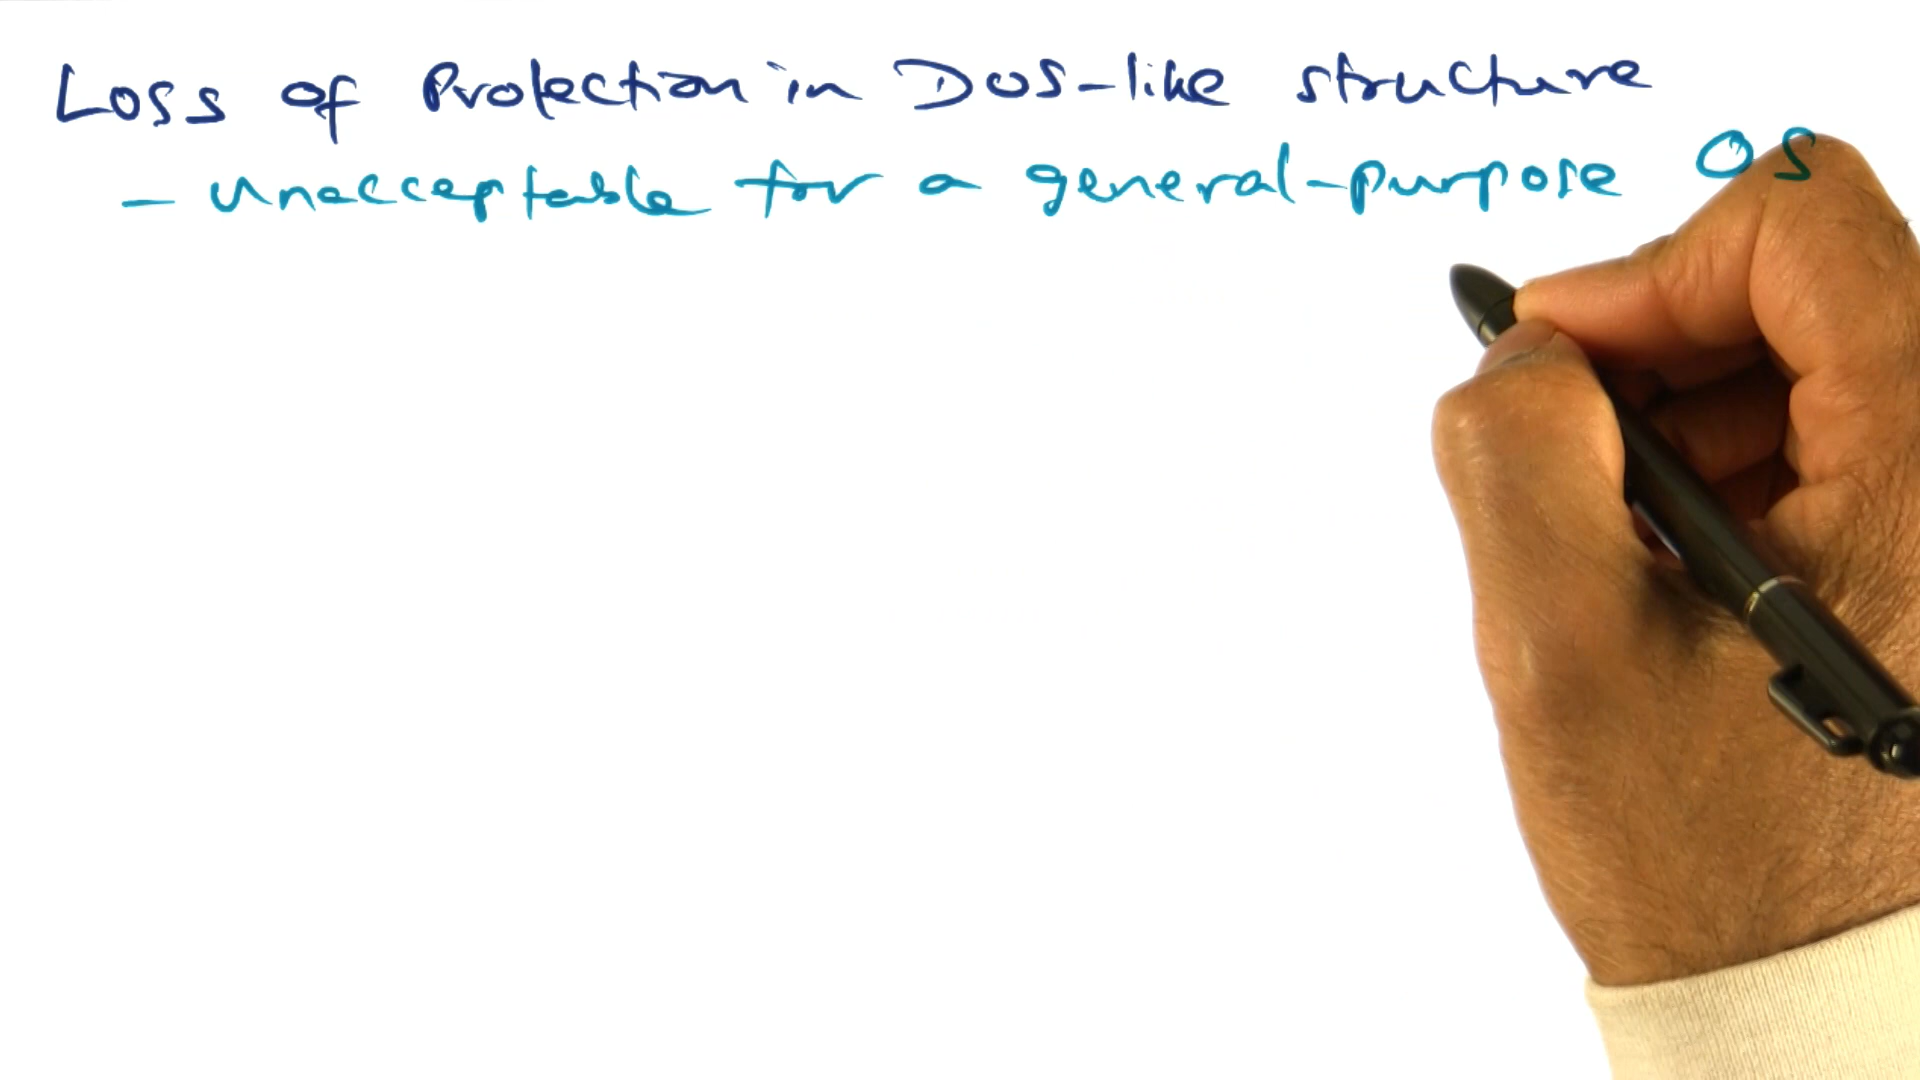 Loss of Protection in DOS-like structure
- unacceptable for a general-purpose OS